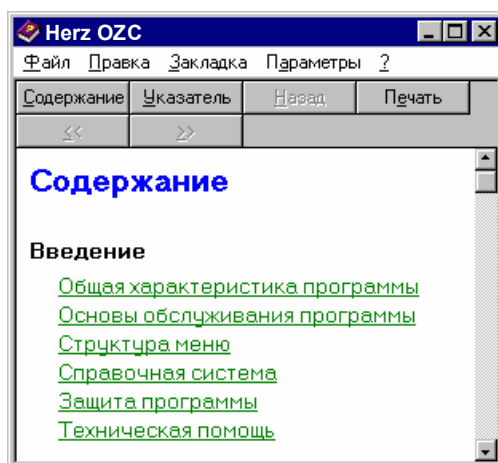 Herz OZC
Файл Правка Закладка Параметры ?
Содержание Указатель Назад Печать
<< >>
Содержание
Введение
Общая характеристика программы
Основы обслуживания программы
Структура меню
Справочная система
Защита программы
Техническая помощь